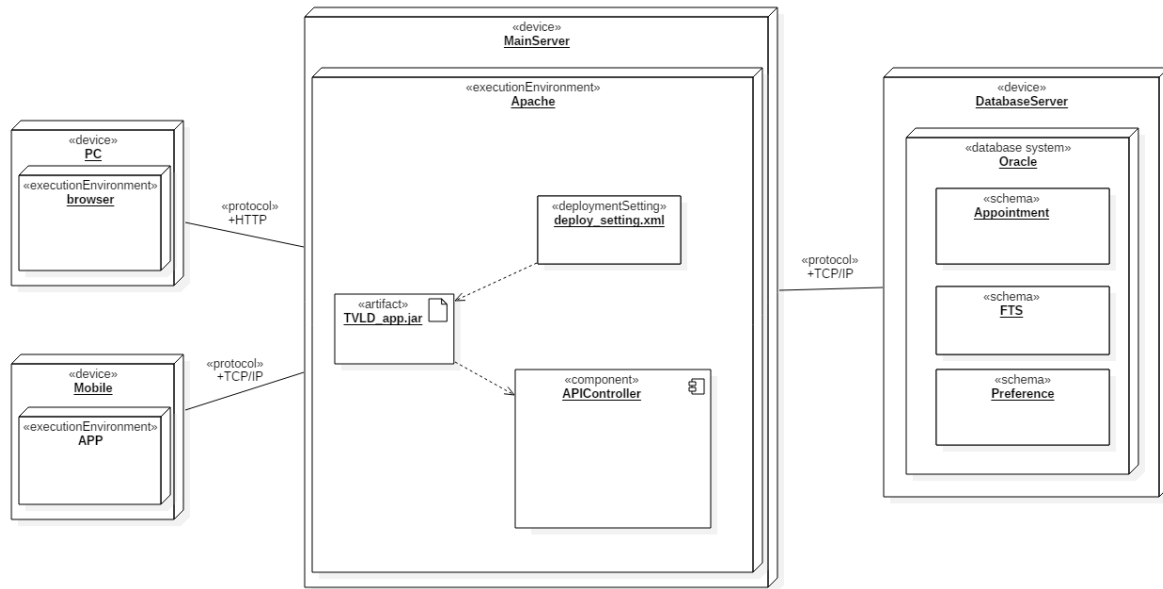 «device»
PC
«executionEnvironment»
browser
«protocol»
+HTTP
«device»
Mobile
«executionEnvironment»
APP
«protocol»
+TCP/IP
«device»
MainServer
«executionEnvironment»
Apache
«deploymentSetting»
deploy_setting.xml
«artifact»
TVLD_app.jar
«component»
APIController
«protocol»
+TCP/IP
«device»
DatabaseServer
«database system»
Oracle
«schema»
Appointment
«schema»
FTS
«schema»
Preference